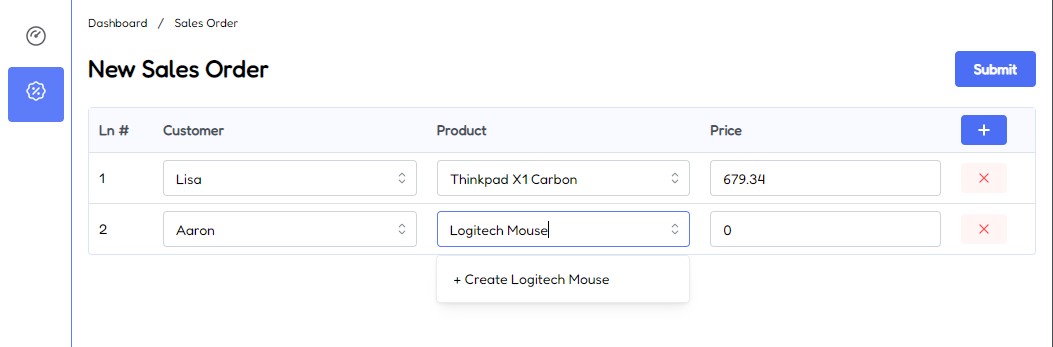 Dashboard / Sales Order
New Sales Order Submit
Ln # Customer Product Price +
1 Lisa Thinkpad X1 Carbon 679.34
2 Aaron Logitech Mouse 0
+ Create Logitech Mouse